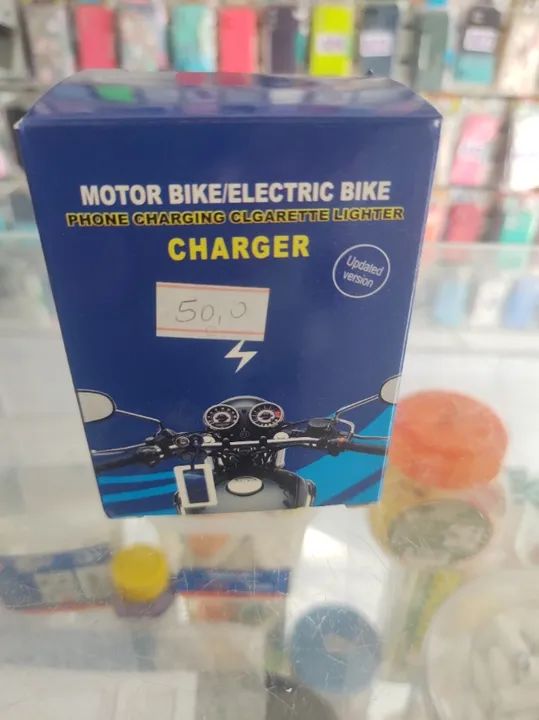 MOTOR BIKE/ELECTRIC BIKE
PHONE CHARGING CLGARETTE LIGHTER
CHARGER
Updated
version
50,0